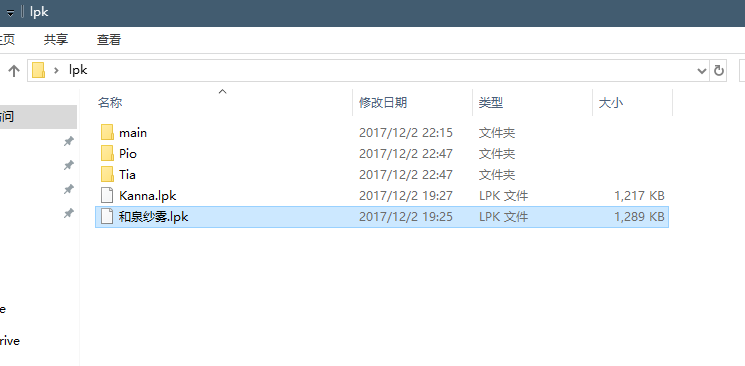 lpk
主页 共享 查看
lpk
名称 修改日期 类型 大小
问
main 2017/12/2 22:15 文件夹
Pio 2017/12/2 22:47 文件夹
Tia 2017/12/2 22:47 文件夹
Kanna.lpk 2017/12/2 19:27 LPK 文件 1,217 KB
和泉纱雾.lpk 2017/12/2 19:25 LPK 文件 1,289 KB
e
rive